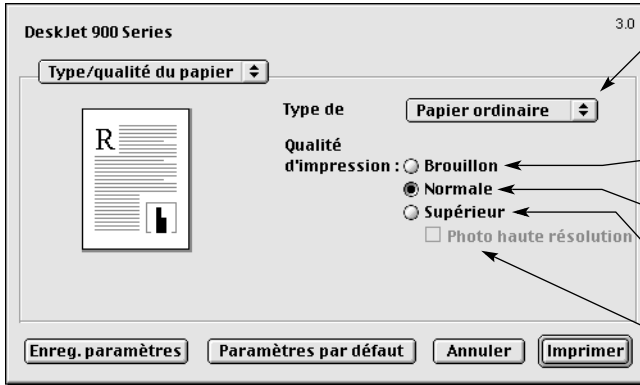 DeskJet 900 Series
3.0
Type/qualité du papier
Type de
Papier ordinaire
R
Qualité
d'impression : Brouillon
Normale
Supérieur
Photo haute résolution
Enreg. paramètres
Paramètres par défaut
Annuler
Imprimer